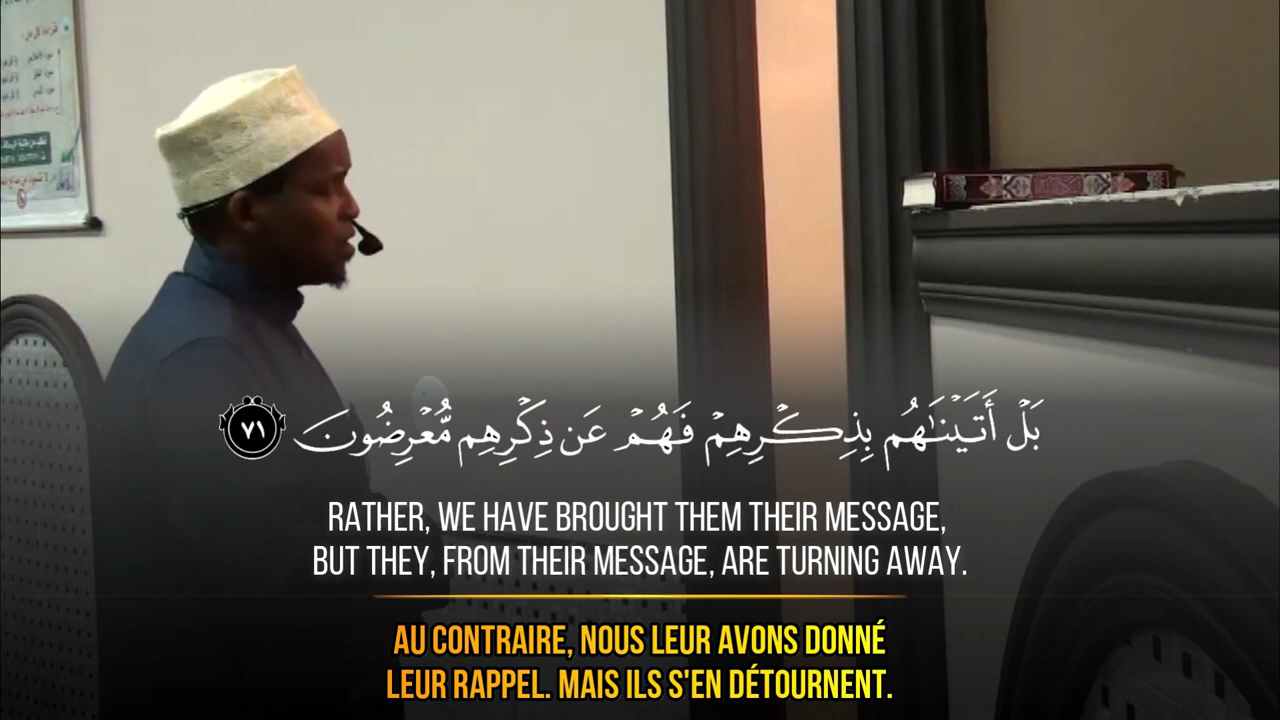 بَلْ أَتَيْنَٰهُم بِذِكْرِهِمْ فَهُمْ عَن ذِكْرِهِم مُّعْرِضُونَ ٧١
RATHER, WE HAVE BROUGHT THEM THEIR MESSAGE,
BUT THEY, FROM THEIR MESSAGE, ARE TURNING AWAY.
AU CONTRAIRE, NOUS LEUR AVONS DONNÉ
LEUR RAPPEL. MAIS ILS S'EN DÉTOURNENT.